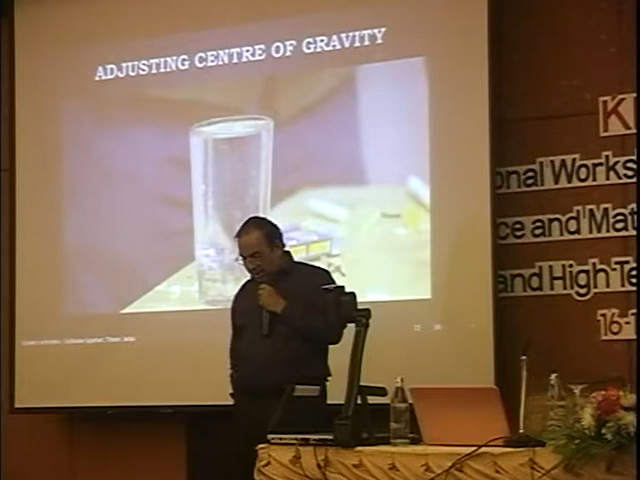 ADJUSTING CENTRE OF GRAVITY
K
onal Works
ce and Mat
and High Te
16-1